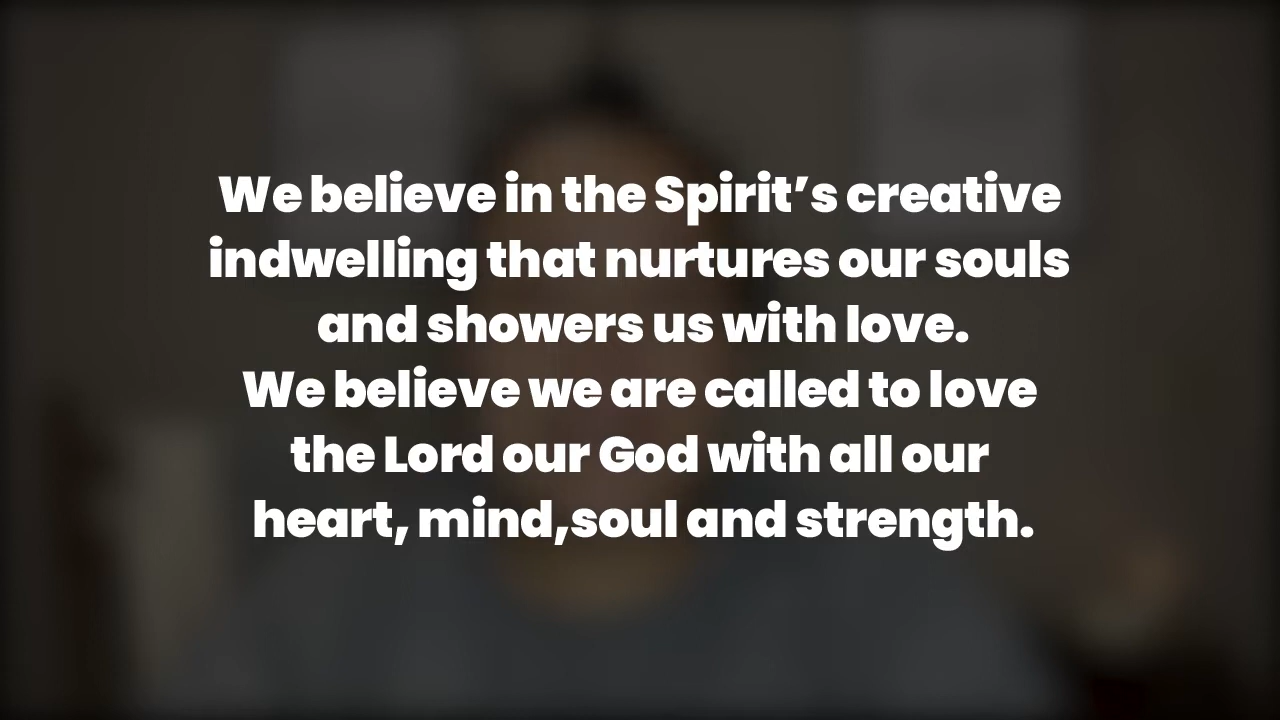 We believe in the Spirit’s creative
indwelling that nurtures our souls
and showers us with love.
We believe we are called to love
the Lord our God with all our
heart, mind,soul and strength.